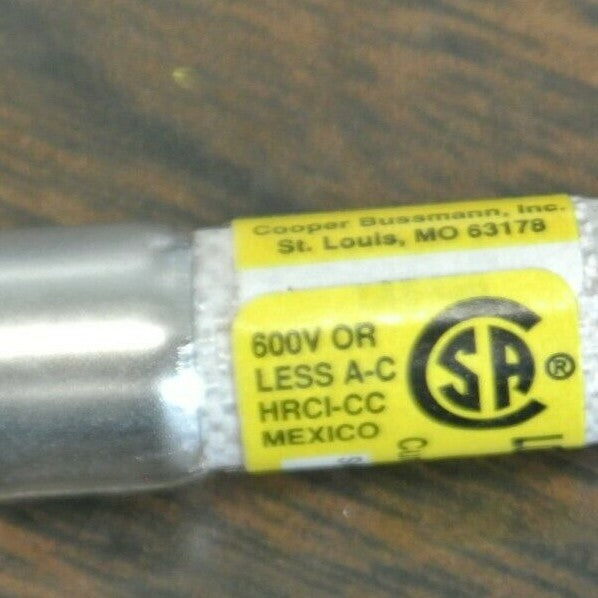 Cooper Bussmann, Inc.
St. Louis, MO 63178
600V OR
LESS A-C
HRCI-CC
MEXICO
SA ®